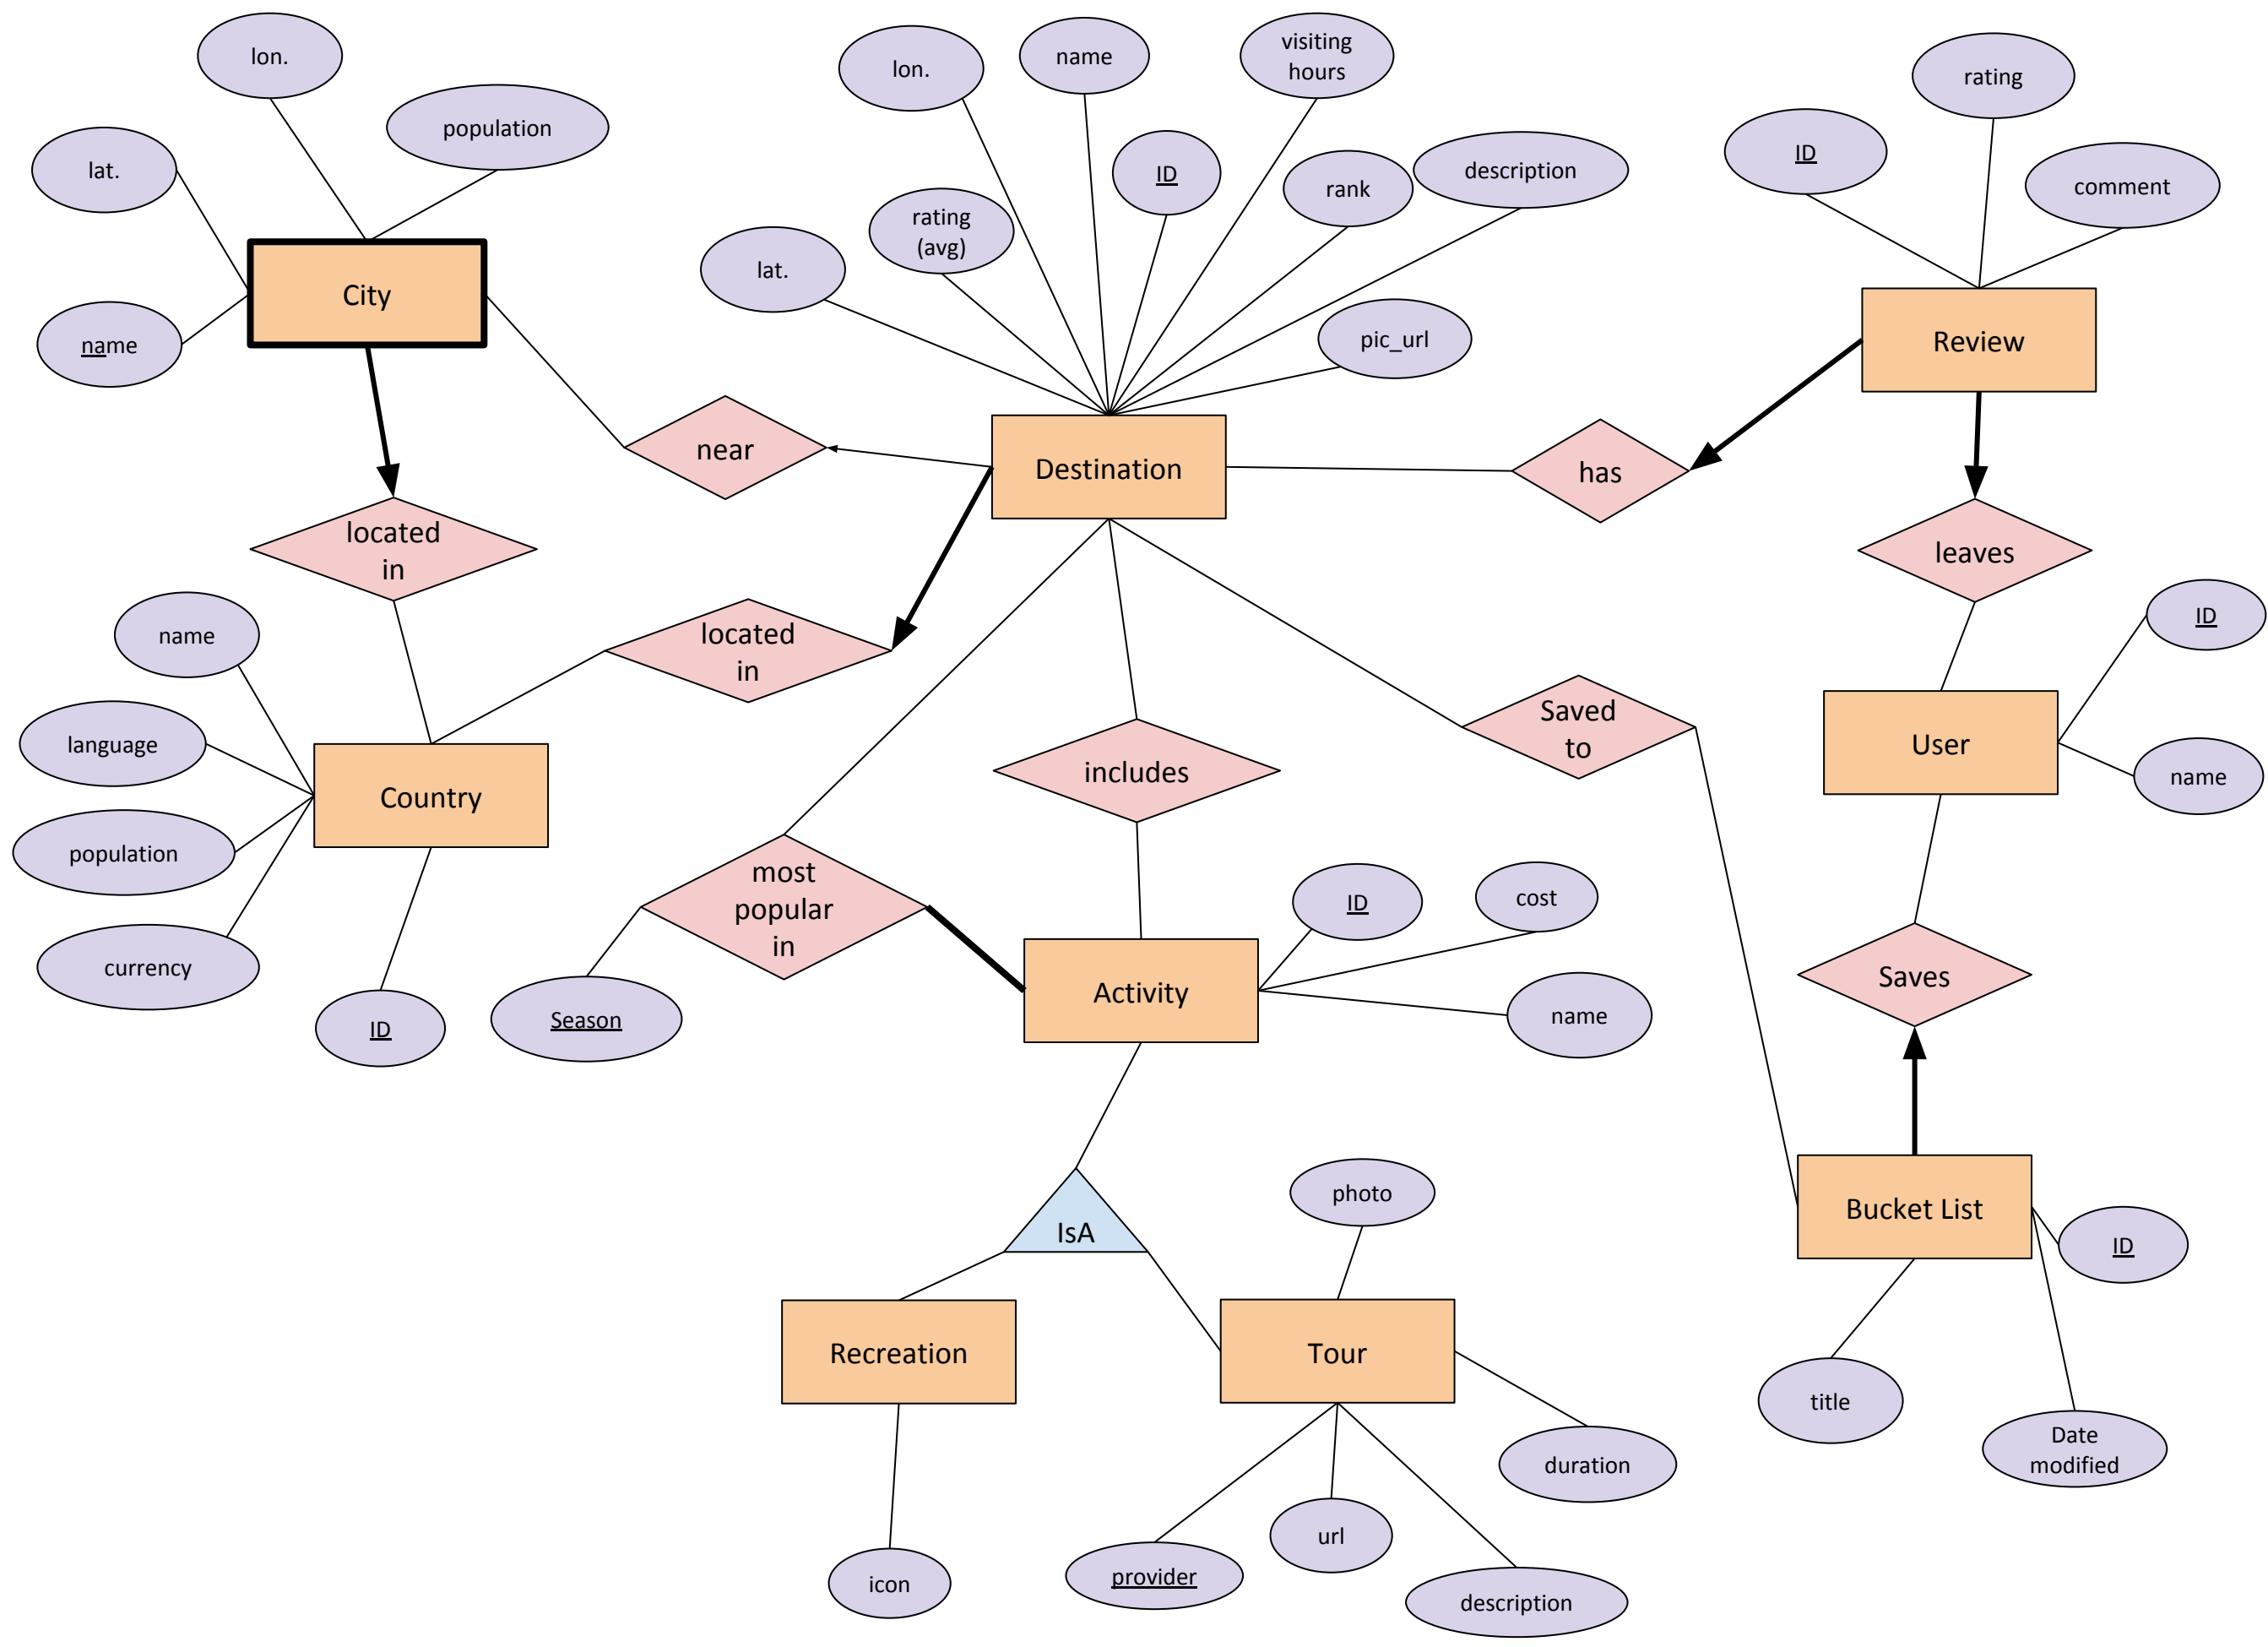 lon.
population
lat.
City
name
lon.
name
visiting
hours
ID
rank
description
rating
(avg)
lat.
pic_url
Destination
rating
ID
comment
Review
near
has
located
in
leaves
located
in
name
language
Country
population
currency
ID
Saved
to
includes
User
ID
name
most
popular
in
Season
Activity
ID
cost
name
Saves
IsA
Recreation
icon
photo
Tour
duration
provider
url
description
Bucket List
ID
title
Date
modified